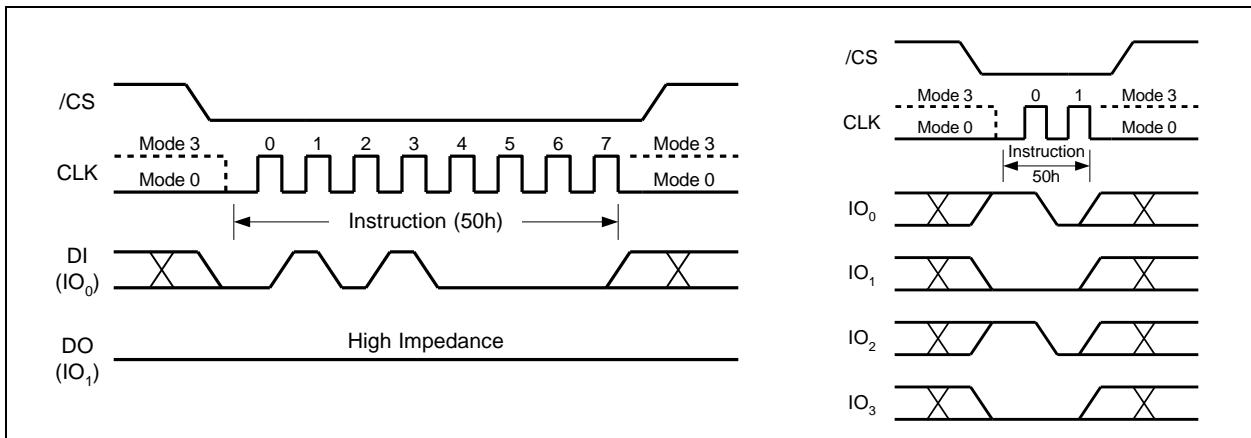 /CS
Mode 3 0 1 2 3 4 5 6 7 Mode 3
CLK
Mode 0 Mode 0
Instruction (50h)
DI
(IO0)
High Impedance
DO
(IO1)
/CS
Mode 3 0 1 Mode 3
CLK
Mode 0 Mode 0
Instruction
50h
IO0
IO1
IO2
IO3